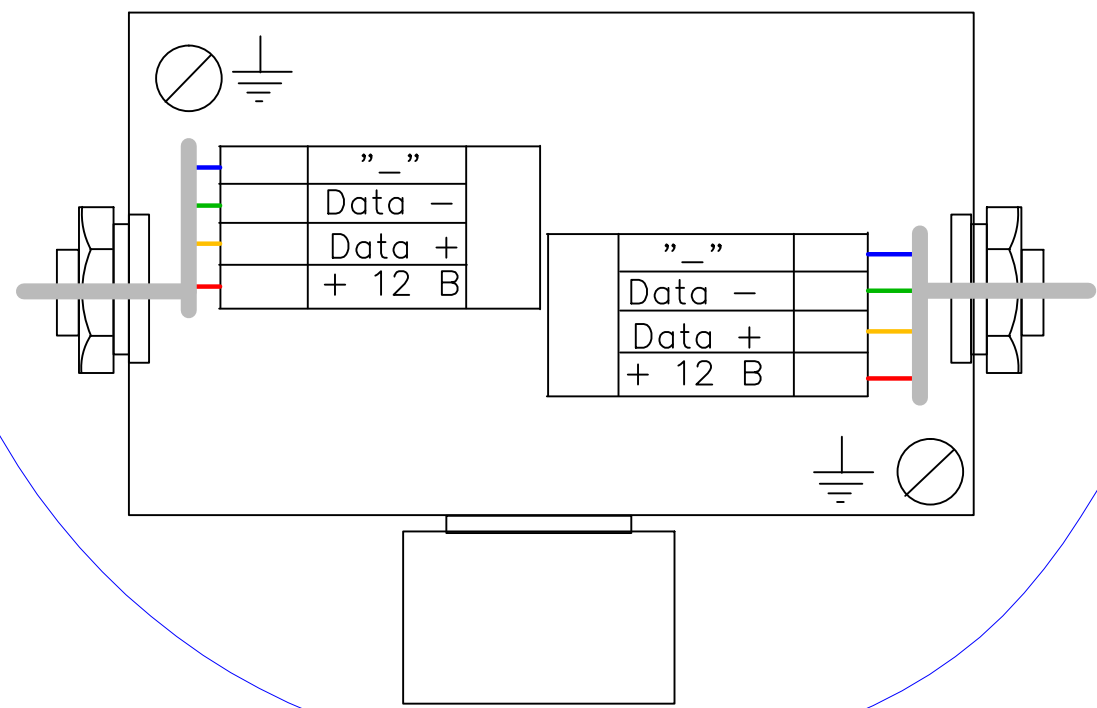 ”_”
Data -
Data +
+ 12 В
”_”
Data -
Data +
+ 12 В